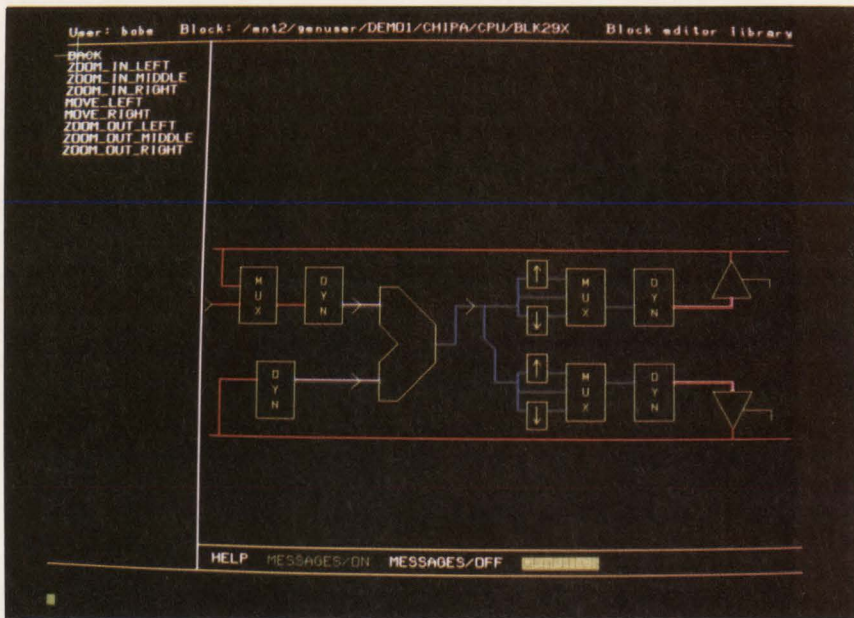 User: bobe Block: /mnt2/genuser/DEMO1/CHIPA/CPU/BLK29X Block editor library
BACK
ZOOM_IN_LEFT
ZOOM_IN_MIDDLE
ZOOM_IN_RIGHT
MOVE_LEFT
MOVE_RIGHT
ZOOM_OUT_LEFT
ZOOM_OUT_MIDDLE
ZOOM_OUT_RIGHT
MUX
DYN
MUX
DYN
DYN
MUX
DYN
HELP MESSAGES/ON MESSAGES/OFF